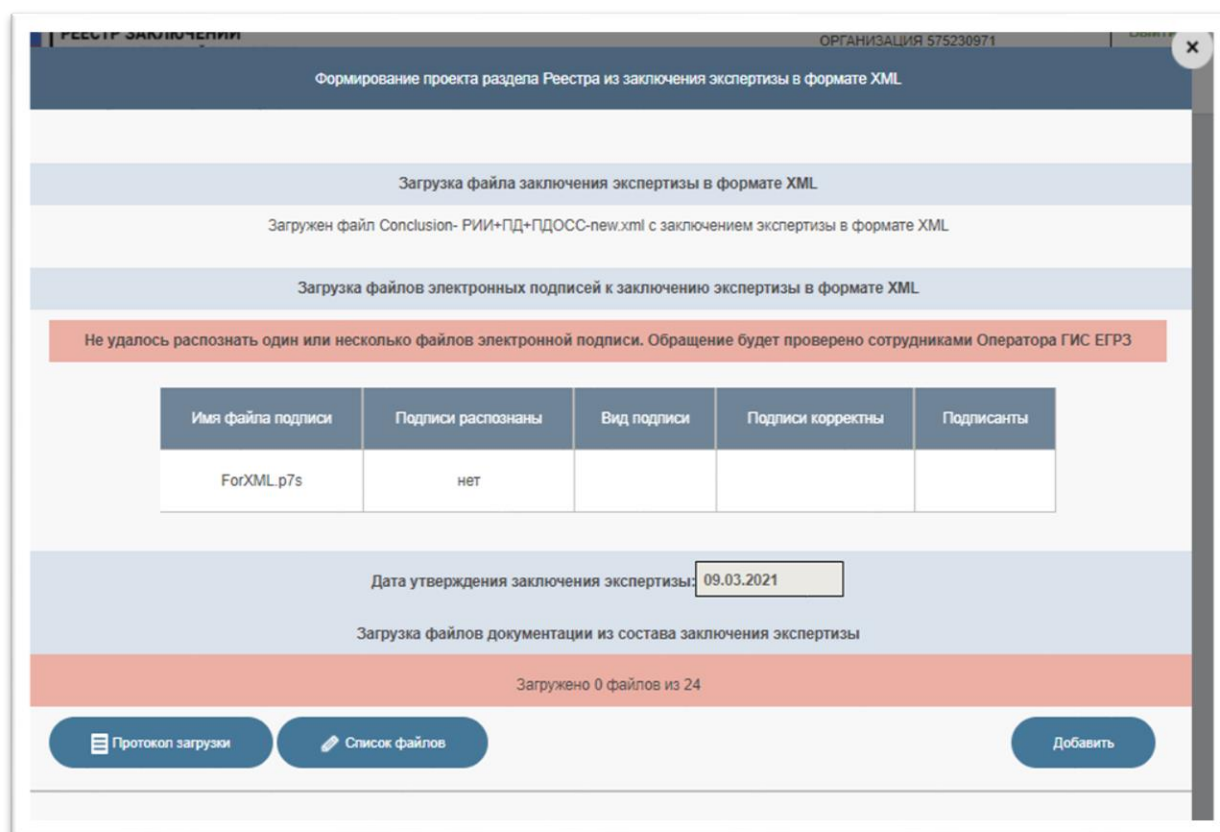 РЕЕСТР ЗАКЛЮЧЕНИЙ
ОРГАНИЗАЦИЯ 575230971
Формирование проекта раздела Реестра из заключения экспертизы в формате XML
Загрузка файла заключения экспертизы в формате XML
Загружен файл Conclusion- РИИ+ПД+ПДОСС-new.xml с заключением экспертизы в формате XML
Загрузка файлов электронных подписей к заключению экспертизы в формате XML
Не удалось распознать один или несколько файлов электронной подписи. Обращение будет проверено сотрудниками Оператора ГИС ЕГРЗ
Имя файла подписи Подписи распознаны Вид подписи Подписи корректны Подписанты
ForXML.p7s нет
Дата утверждения заключения экспертизы: 09.03.2021
Загрузка файлов документации из состава заключения экспертизы
Загружено 0 файлов из 24
Протокол загрузки Список файлов Добавить